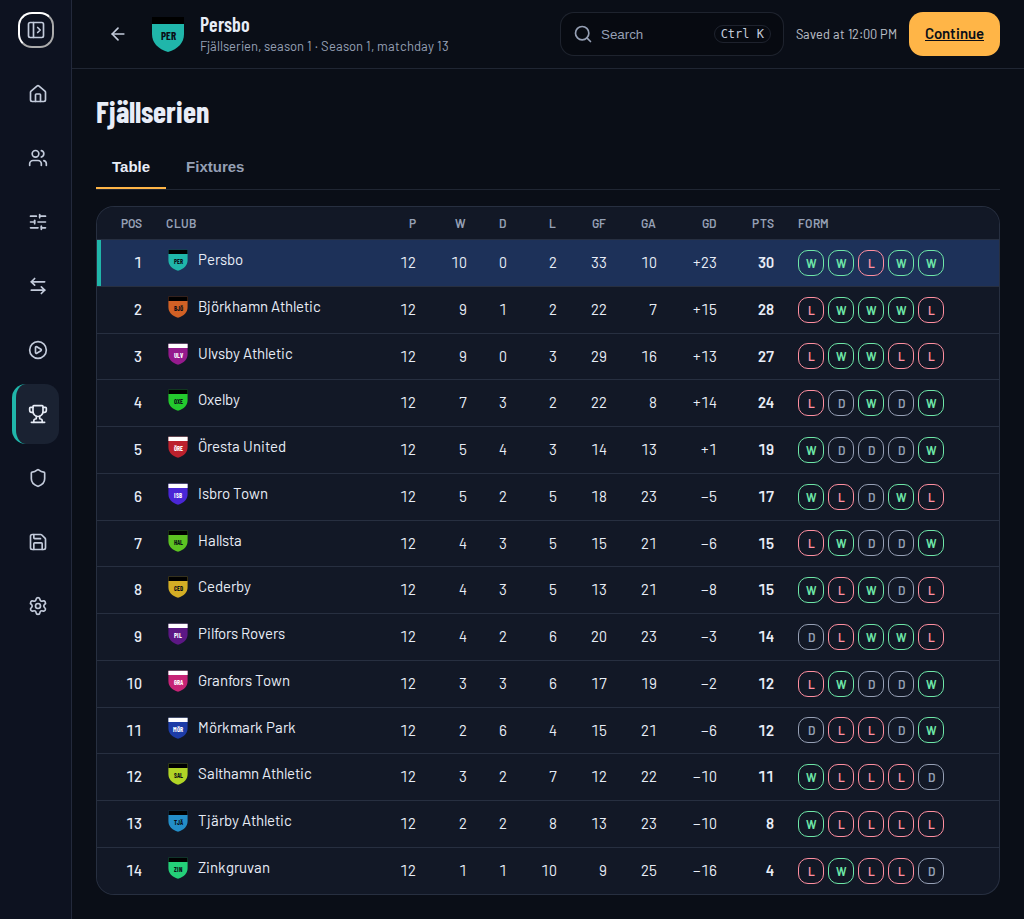 PER
Persbo
Fjällserien, season 1 · Season 1, matchday 13
Search
Ctrl K
Saved at 12:00 PM
Continue
Fjällserien
Table Fixtures
POS CLUB P W D L GF GA GD PTS FORM
1 PER Persbo 12 10 0 2 33 10 +23 30 W W L W W
2 BJÖ Björkhamn Athletic 12 9 1 2 22 7 +15 28 L W W W L
3 ULV Ulvsby Athletic 12 9 0 3 29 16 +13 27 L W W L L
4 OXE Oxelby 12 7 3 2 22 8 +14 24 L D W D W
5 ÖRE Öresta United 12 5 4 3 14 13 +1 19 W D D D W
6 ISB Isbro Town 12 5 2 5 18 23 −5 17 W L D W L
7 HAL Hallsta 12 4 3 5 15 21 −6 15 L W D D W
8 CED Cederby 12 4 3 5 13 21 −8 15 W L W D L
9 PIL Pilfors Rovers 12 4 2 6 20 23 −3 14 D L W W L
10 GRA Granfors Town 12 3 3 6 17 19 −2 12 L W D D W
11 MÖR Mörkmark Park 12 2 6 4 15 21 −6 12 D L L D W
12 SAL Salthamn Athletic 12 3 2 7 12 22 −10 11 W L L L D
13 TJÄ Tjärby Athletic 12 2 2 8 13 23 −10 8 W L L L L
14 ZIN Zinkgruvan 12 1 1 10 9 25 −16 4 L W L L D